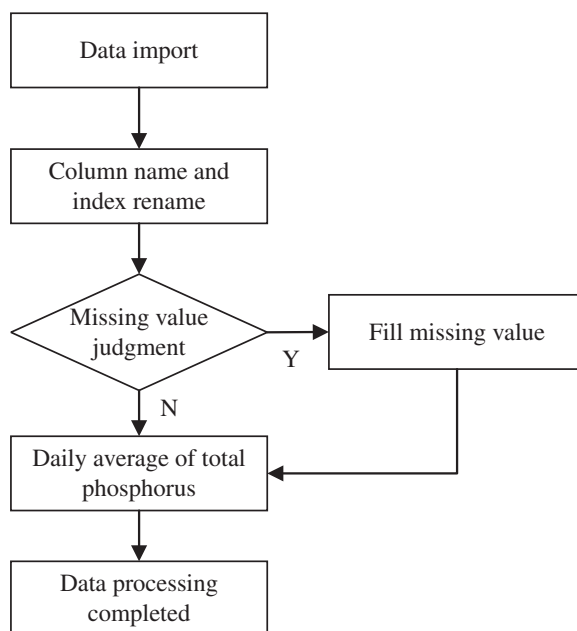 Data import
Column name and
index rename
Missing value
judgment
Y
Fill missing value
N
Daily average of total
phosphorus
Data processing
completed